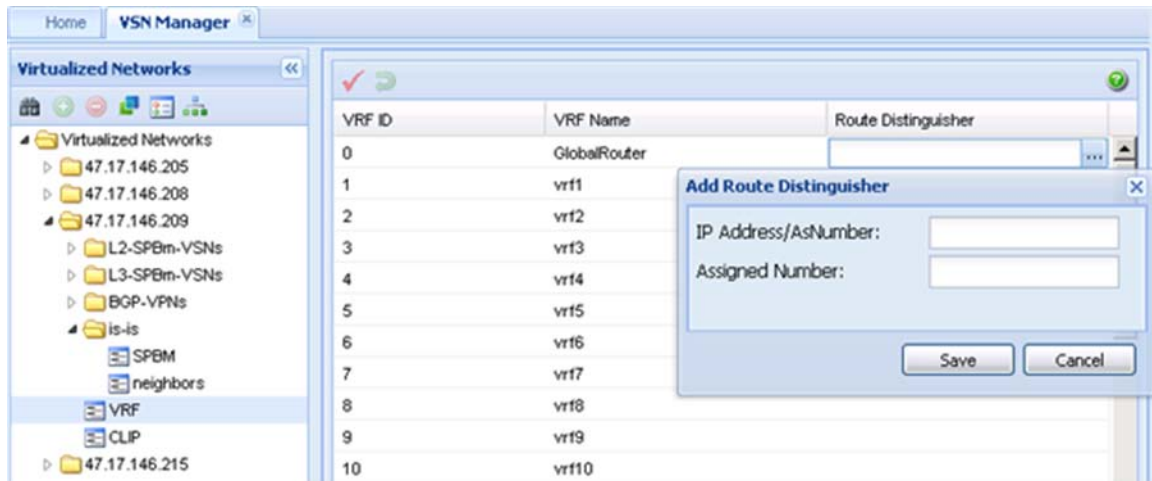 Home
VSN Manager
Virtualized Networks
Virtualized Networks
47.17.146.205
47.17.146.208
47.17.146.209
L2-SPBm-VSNs
L3-SPBm-VSNs
BGP-VPNs
is-is
SPBM
neighbors
VRF
CLIP
47.17.146.215
VRF ID VRF Name Route Distinguisher
0 GlobalRouter ...
1 vrf1
2 vrf2
3 vrf3
4 vrf4
5 vrf5
6 vrf6
7 vrf7
8 vrf8
9 vrf9
10 vrf10
Add Route Distinguisher
IP Address/AsNumber:
Assigned Number:
Save Cancel